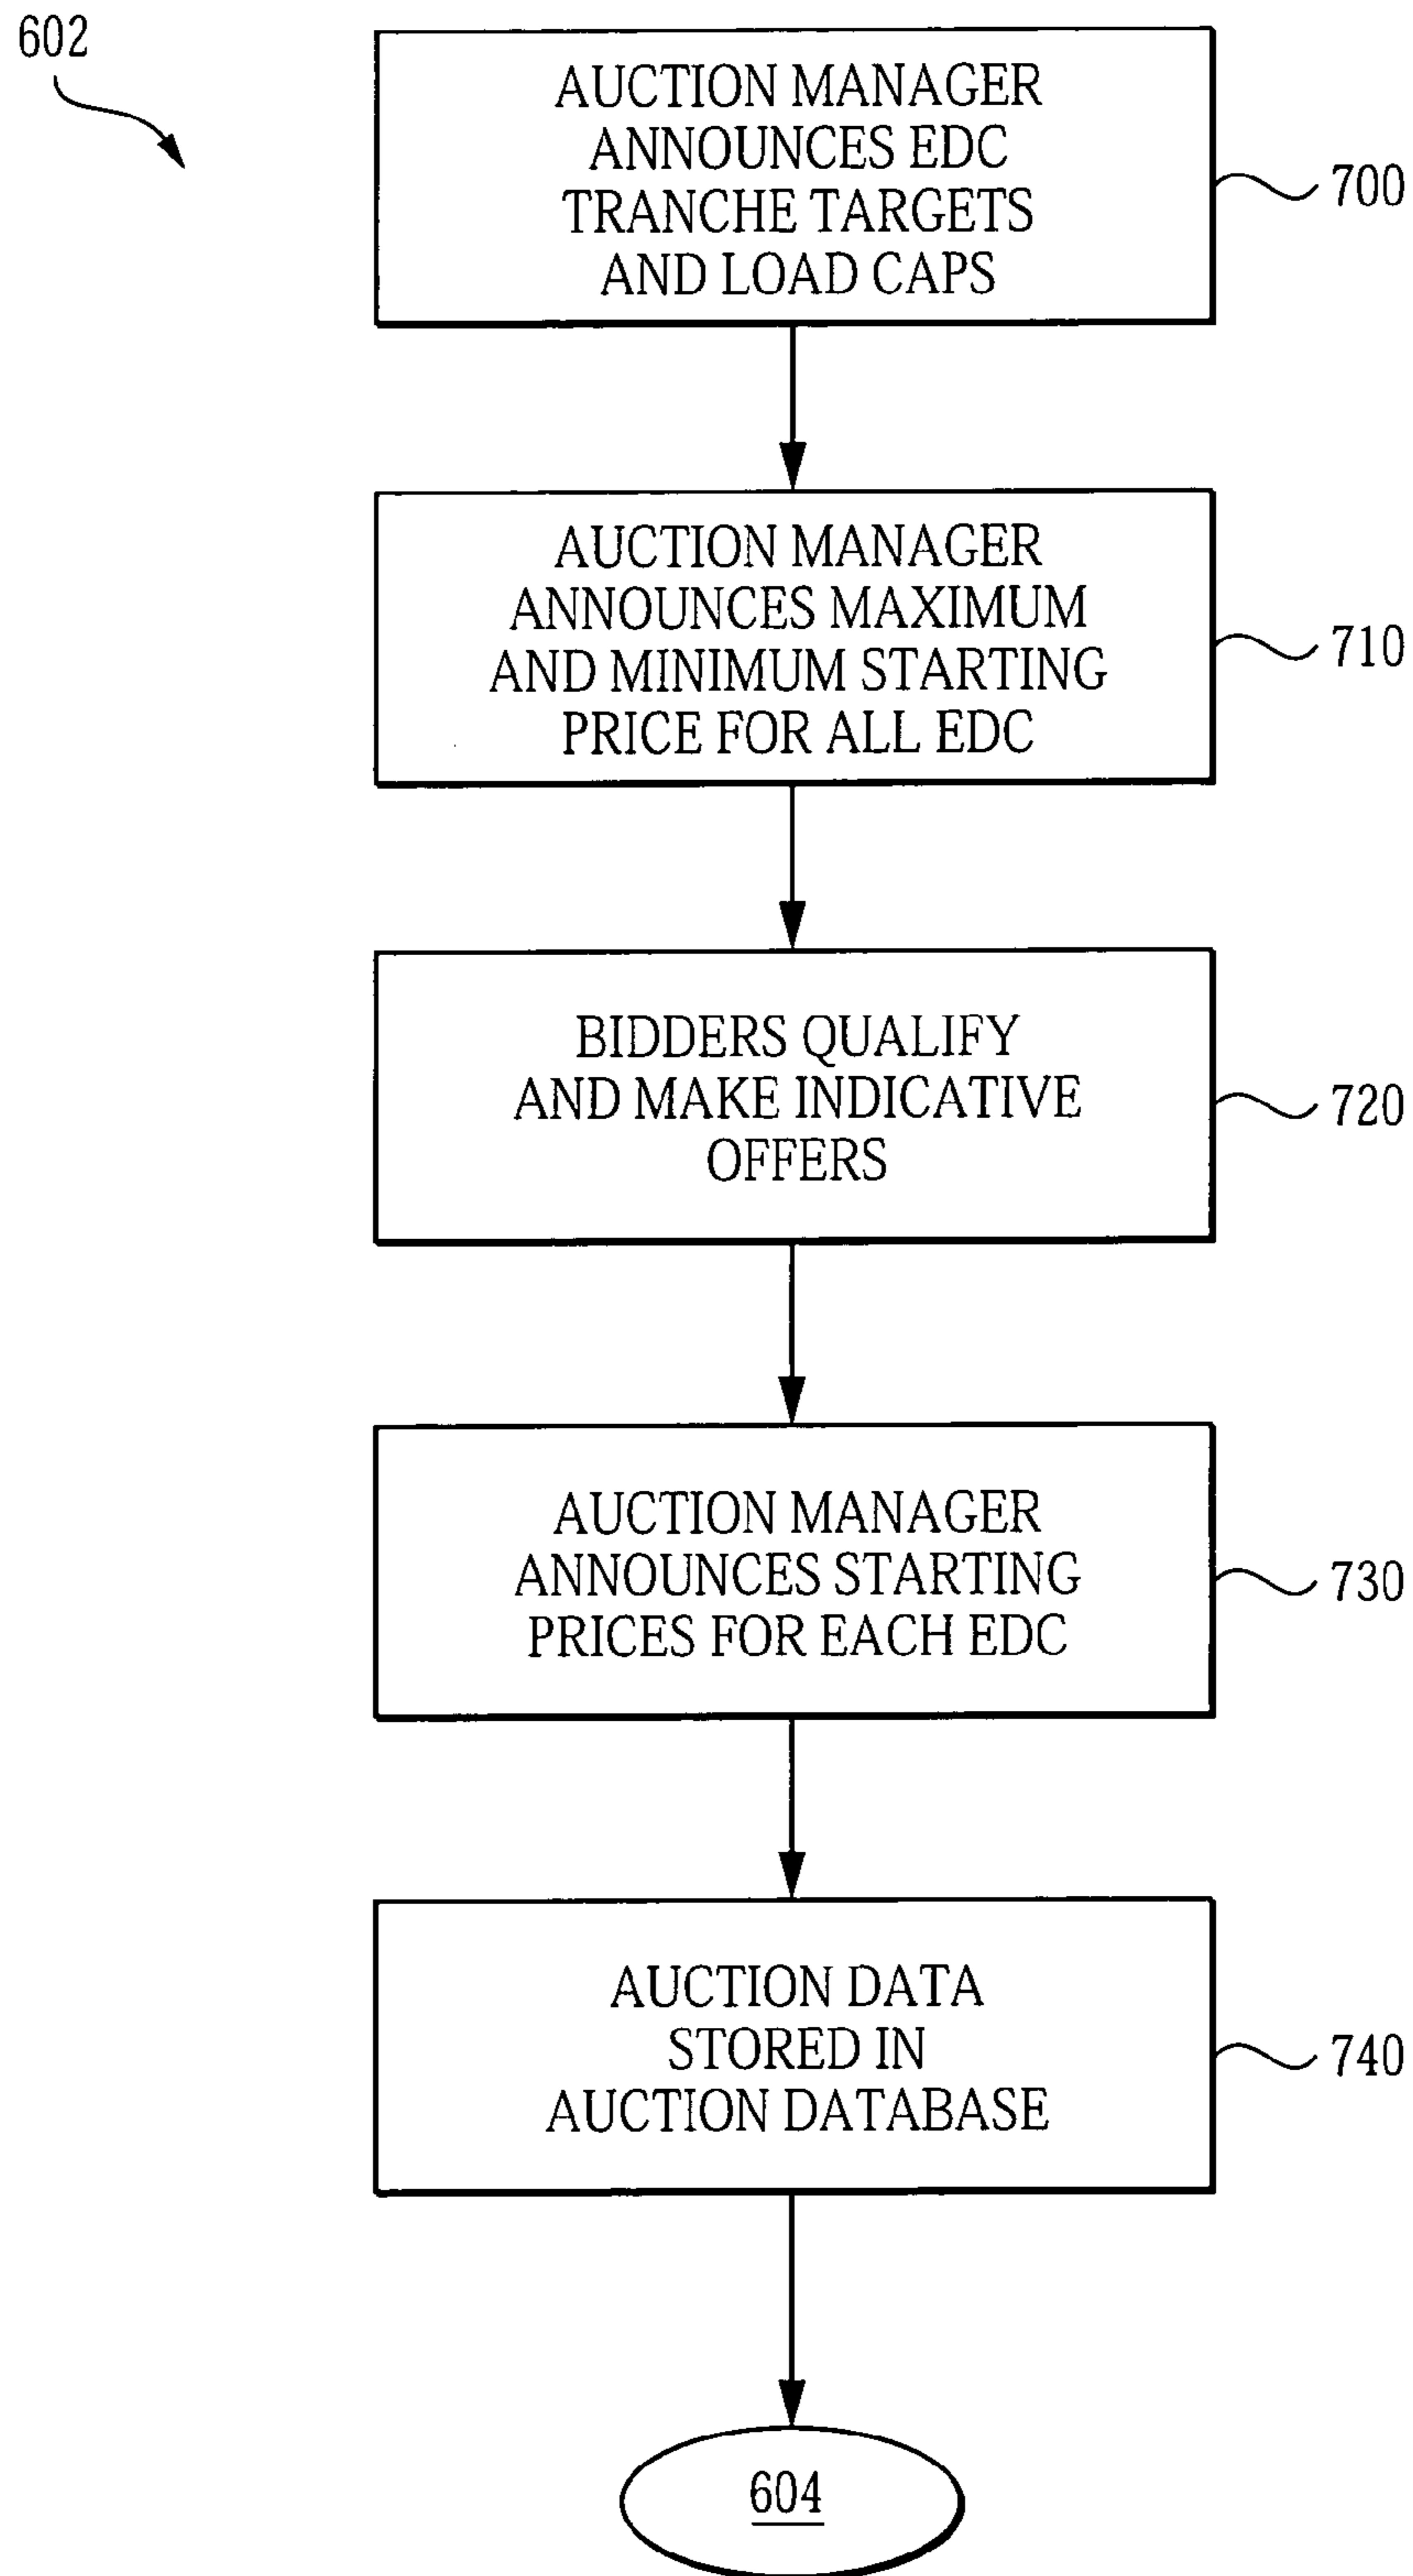 602
AUCTION MANAGER
ANNOUNCES EDC
TRANCHE TARGETS
AND LOAD CAPS
700
AUCTION MANAGER
ANNOUNCES MAXIMUM
AND MINIMUM STARTING
PRICE FOR ALL EDC
710
BIDDERS QUALIFY
AND MAKE INDICATIVE
OFFERS
720
AUCTION MANAGER
ANNOUNCES STARTING
PRICES FOR EACH EDC
730
AUCTION DATA
STORED IN
AUCTION DATABASE
740
604